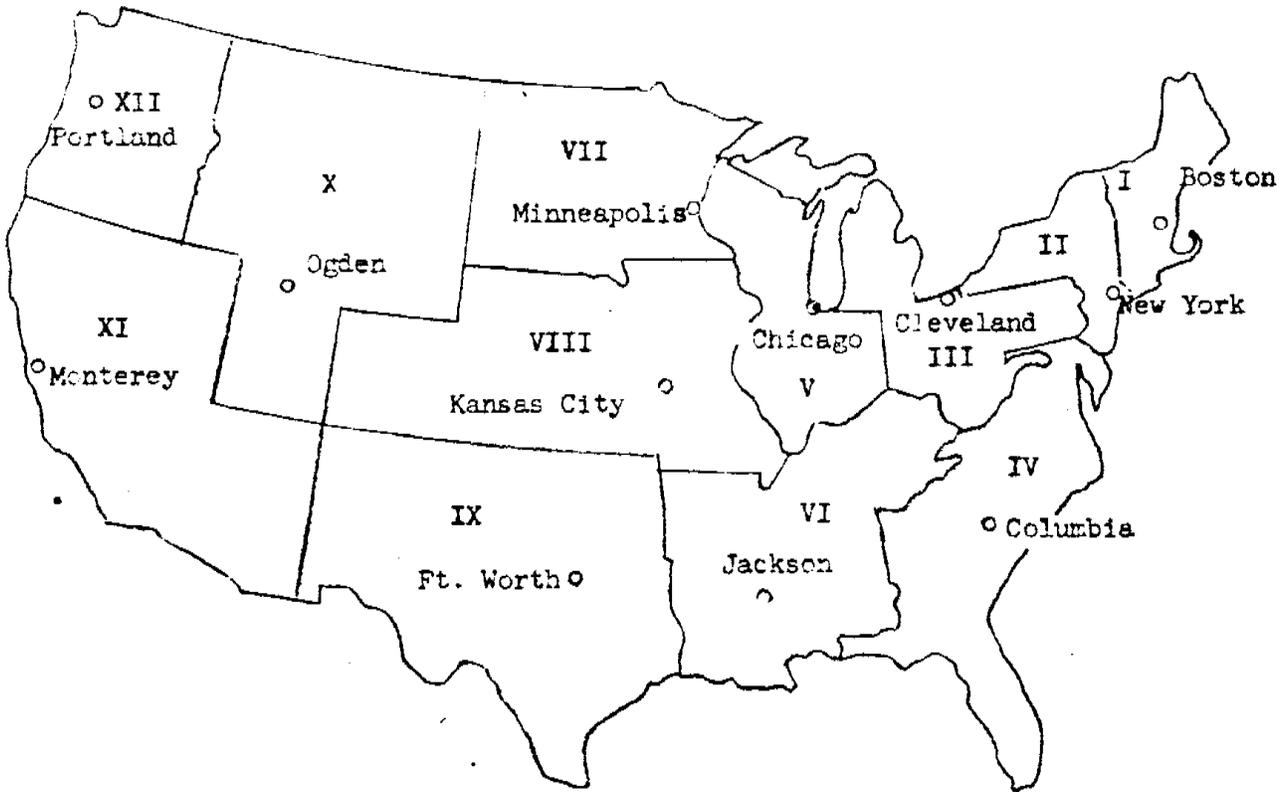 XII
Portland
X
Ogden
VII
Minneapolis
I
Boston
II
New York
XI
Monterey
VIII
Kansas City
Chicago
V
Cleveland
III
IV
Columbia
IX
Ft. Worth
VI
Jackson